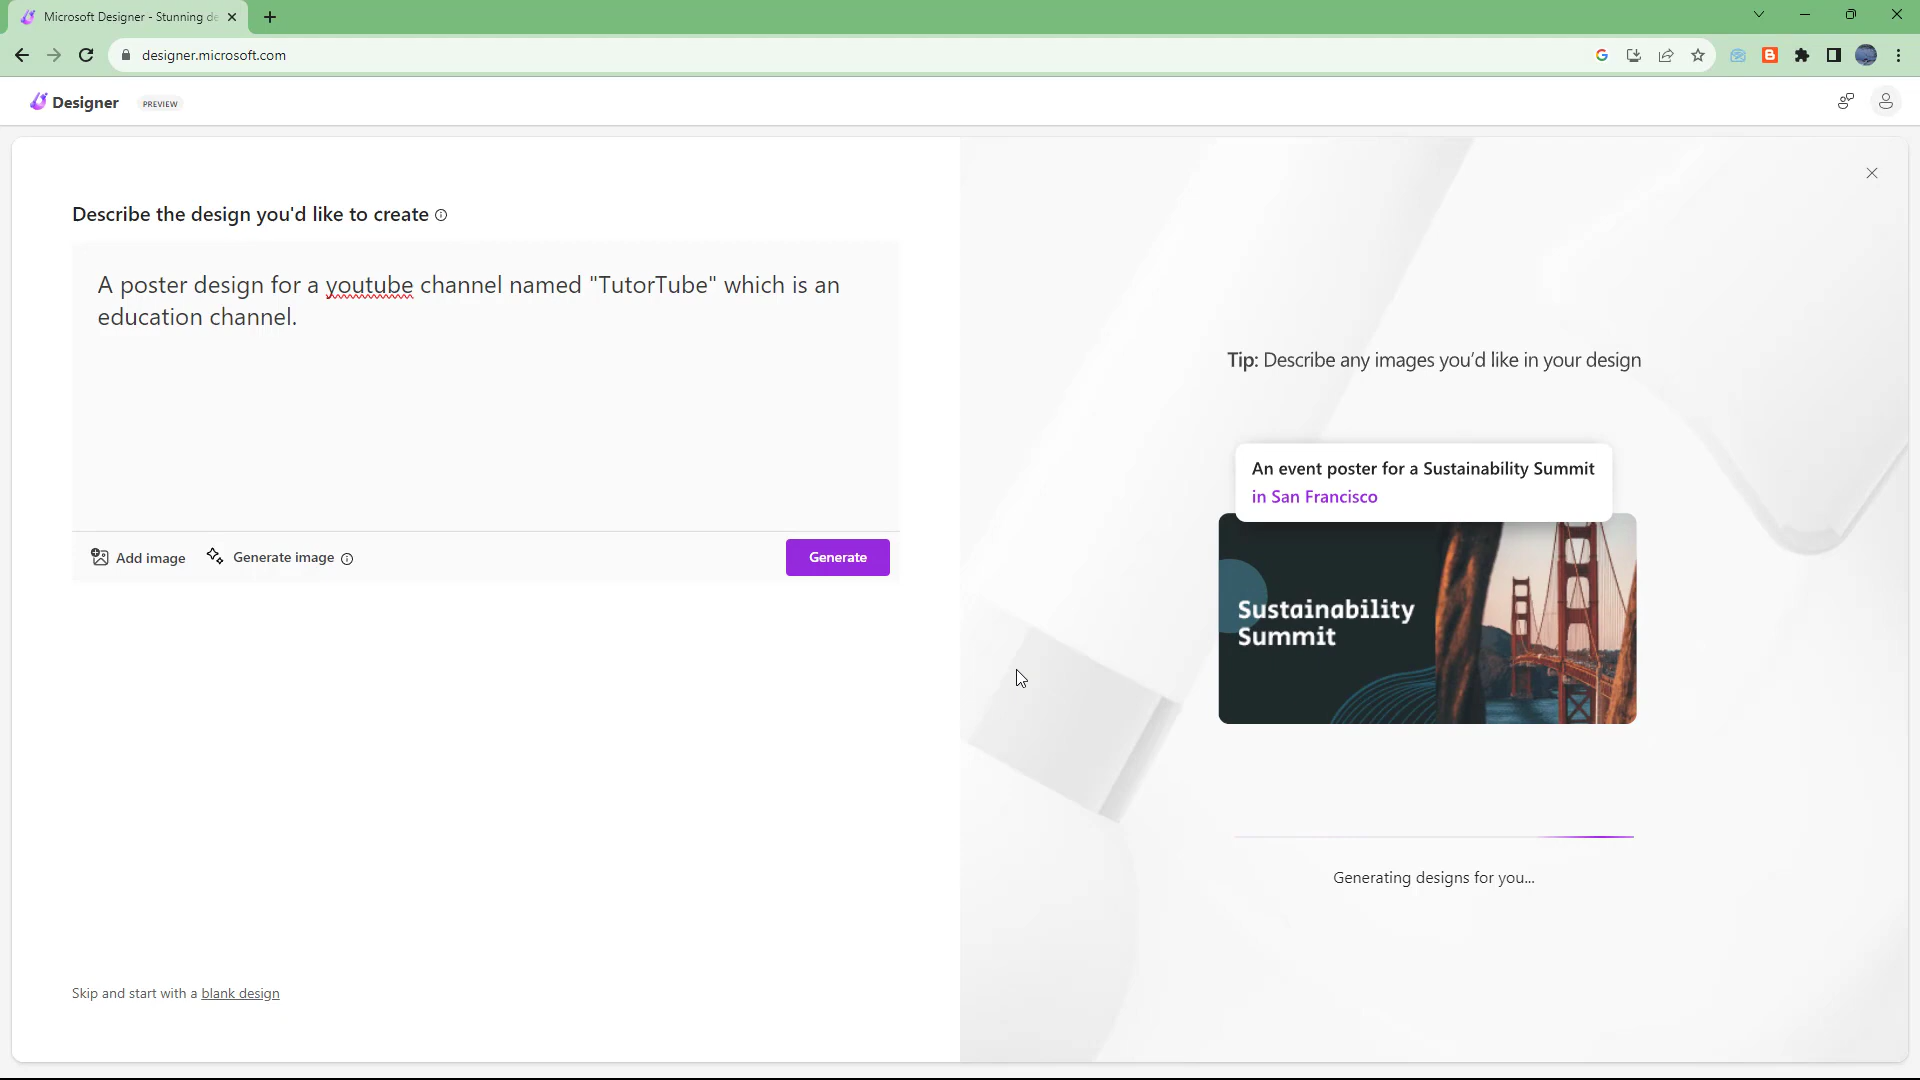 Microsoft Designer - Stunning de
designer.microsoft.com
Designer PREVIEW
Describe the design you'd like to create
A poster design for a youtube channel named "TutorTube" which is an
education channel.
Add image
Generate image
Generate
Skip and start with a blank design
Tip: Describe any images you'd like in your design
An event poster for a Sustainability Summit
in San Francisco
Sustainability
Summit
Generating designs for you...